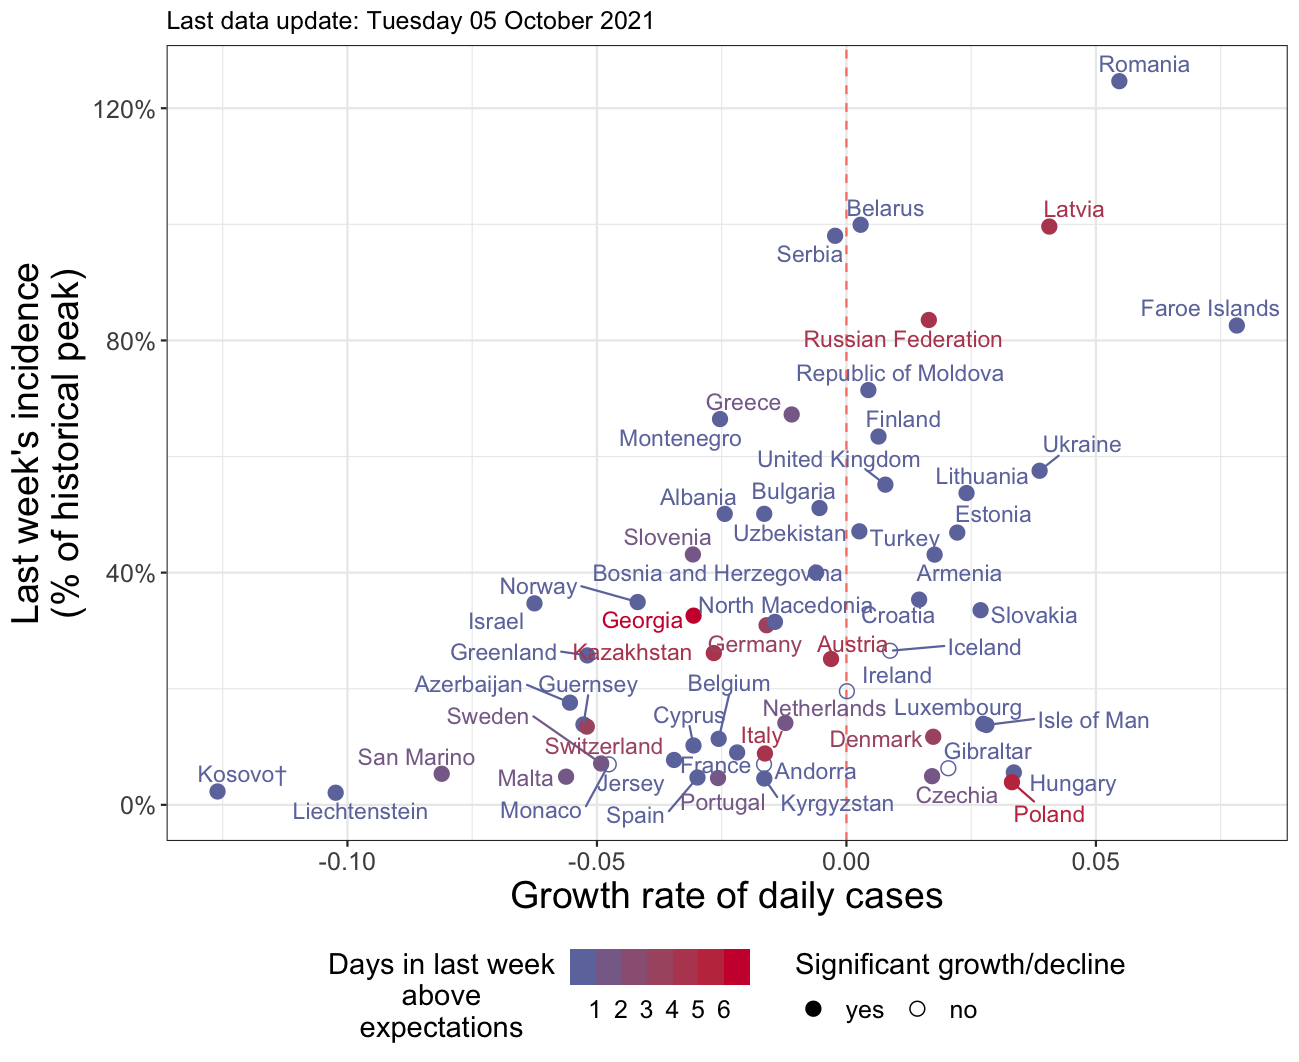 Last data update: Tuesday 05 October 2021
Romania
120%
Belarus
Latvia
Serbia
Faroe Islands
80%
Russian Federation
Republic of Moldova
Greece
Finland
Montenegro
Ukraine
United Kingdom
Lithuania
Albania
Bulgaria
Estonia
Uzbekistan
Turkey
Slovenia
40%
Bosnia and Herzegovina
Armenia
Norway
North Macedonia
Croatia
Slovakia
Israel
Georgia
Germany
Austria
Iceland
Greenland
Kazakhstan
Ireland
Azerbaijan
Guernsey
Belgium
Netherlands
Luxembourg
Isle of Man
Sweden
Cyprus
Italy
Denmark
Switzerland
Gibraltar
San Marino
France
Andorra
Kosovo†
Malta
Jersey
Hungary
Czechia
0%
Liechtenstein
Monaco
Spain
Portugal
Kyrgyzstan
Poland
-0.10
-0.05
0.00
0.05
Growth rate of daily cases
Last week's incidence
(% of historical peak)
Days in last week
above
expectations
1 2 3 4 5 6
Significant growth/decline
yes
no